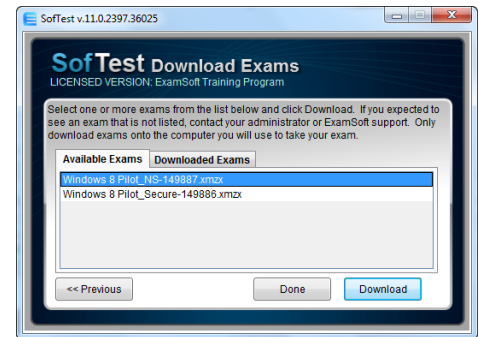 SofTest v.11.0.2397.36025
SofTest Download Exams
LICENSED VERSION: ExamSoft Training Program
Select one or more exams from the list below and click Download. If you expected to
see an exam that is not listed, contact your administrator or ExamSoft support. Only
download exams onto the computer you will use to take your exam.
Available Exams Downloaded Exams
Windows 8 Pilot_NS-149887.xmzx
Windows 8 Pilot_Secure-149886.xmzx
<< Previous Done Download